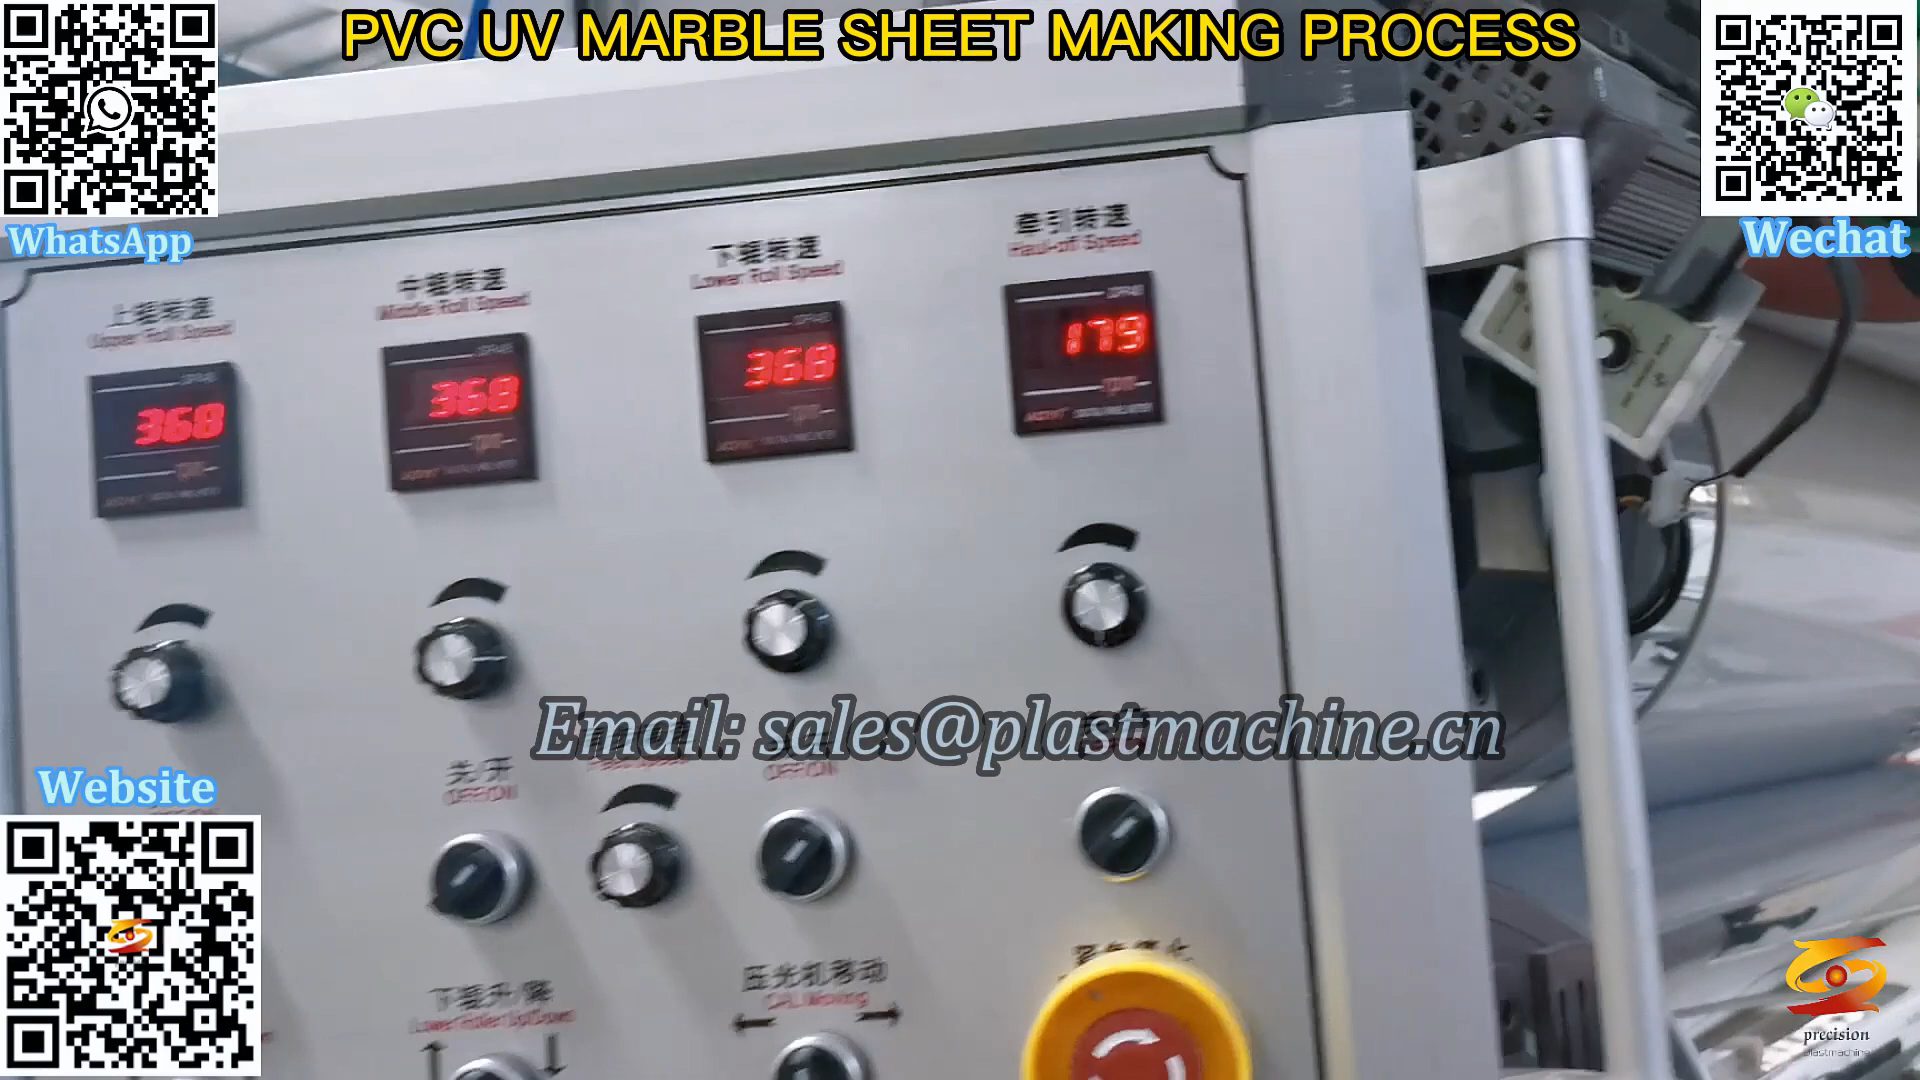 PVC UV MARBLE SHEET MAKING PROCESS
WhatsApp
Wechat
上辊转速
Upper Roll Speed
368
中辊转速
Middle Roll Speed
368
下辊转速
Lower Roll Speed
368
牵引转速
Haul-off Speed
179
rpm
Email: sales@plastmachine.cn
Website
关/开
OFF/ON
OFF/ON
下辊升/降
Lower Roller Up/Down
压光机移动
CAL Moving
precision
plastmachine